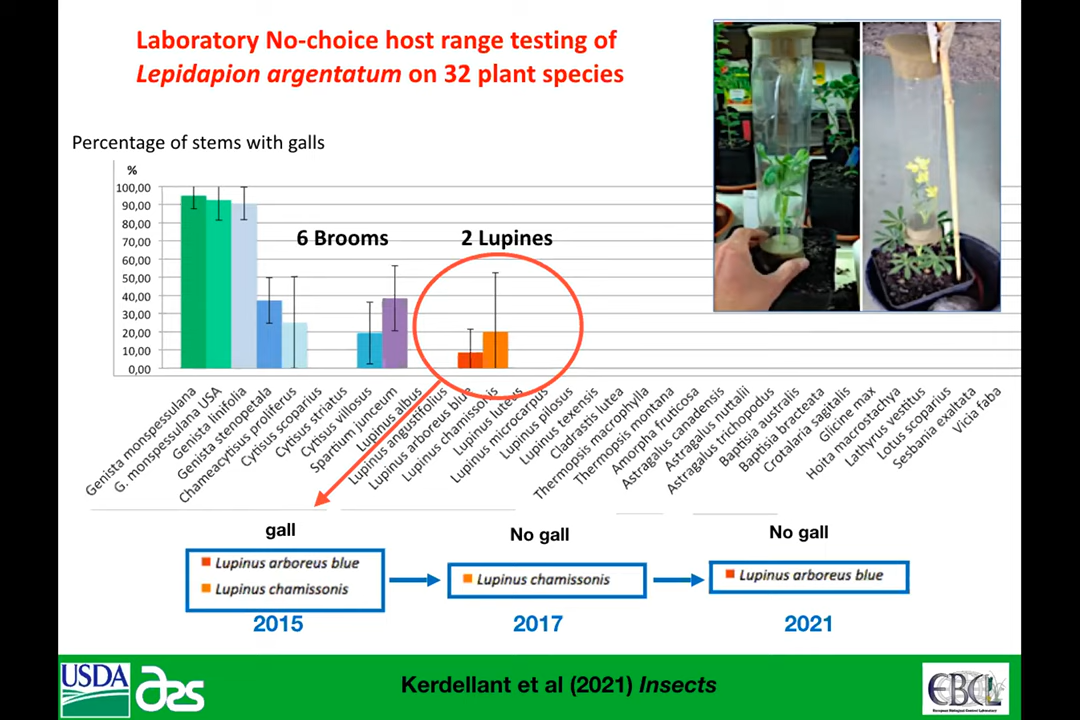 Laboratory No-choice host range testing of
Lepidapion argentatum on 32 plant species
Percentage of stems with galls
%
100,00
90,00
80,00
70,00
60,00
50,00
40,00
30,00
20,00
10,00
0,00
6 Brooms
2 Lupines
Genista monspessulana
G. monspessulana USA
Genista linifolia
Genista stenopetala
Chameacytisus proliferus
Cytisus scoparius
Cytisus striatus
Cytisus villosus
Spartium junceum
Lupinus albus
Lupinus angustifolius
Lupinus arboreus blue
Lupinus chamissonis
Lupinus luteus
Lupinus microcarpus
Lupinus pilosus
Lupinus texensis
Cladrastis lutea
Thermopsis macrophylla
Thermopsis montana
Amorpha fruticosa
Astragalus canadensis
Astragalus nuttalii
Astragalus trichopodus
Baptisia australis
Baptisia bracteata
Crotalaria sagitalis
Glicine max
Hoita macrostachya
Lathyrus vestitus
Lotus scoparius
Sesbania exaltata
Vicia faba
gall
No gall
No gall
Lupinus arboreus blue
Lupinus chamissonis
Lupinus chamissonis
Lupinus arboreus blue
2015
2017
2021
USDA
ars
Kerdellant et al (2021) Insects
EBCL
European Biological Control Laboratory